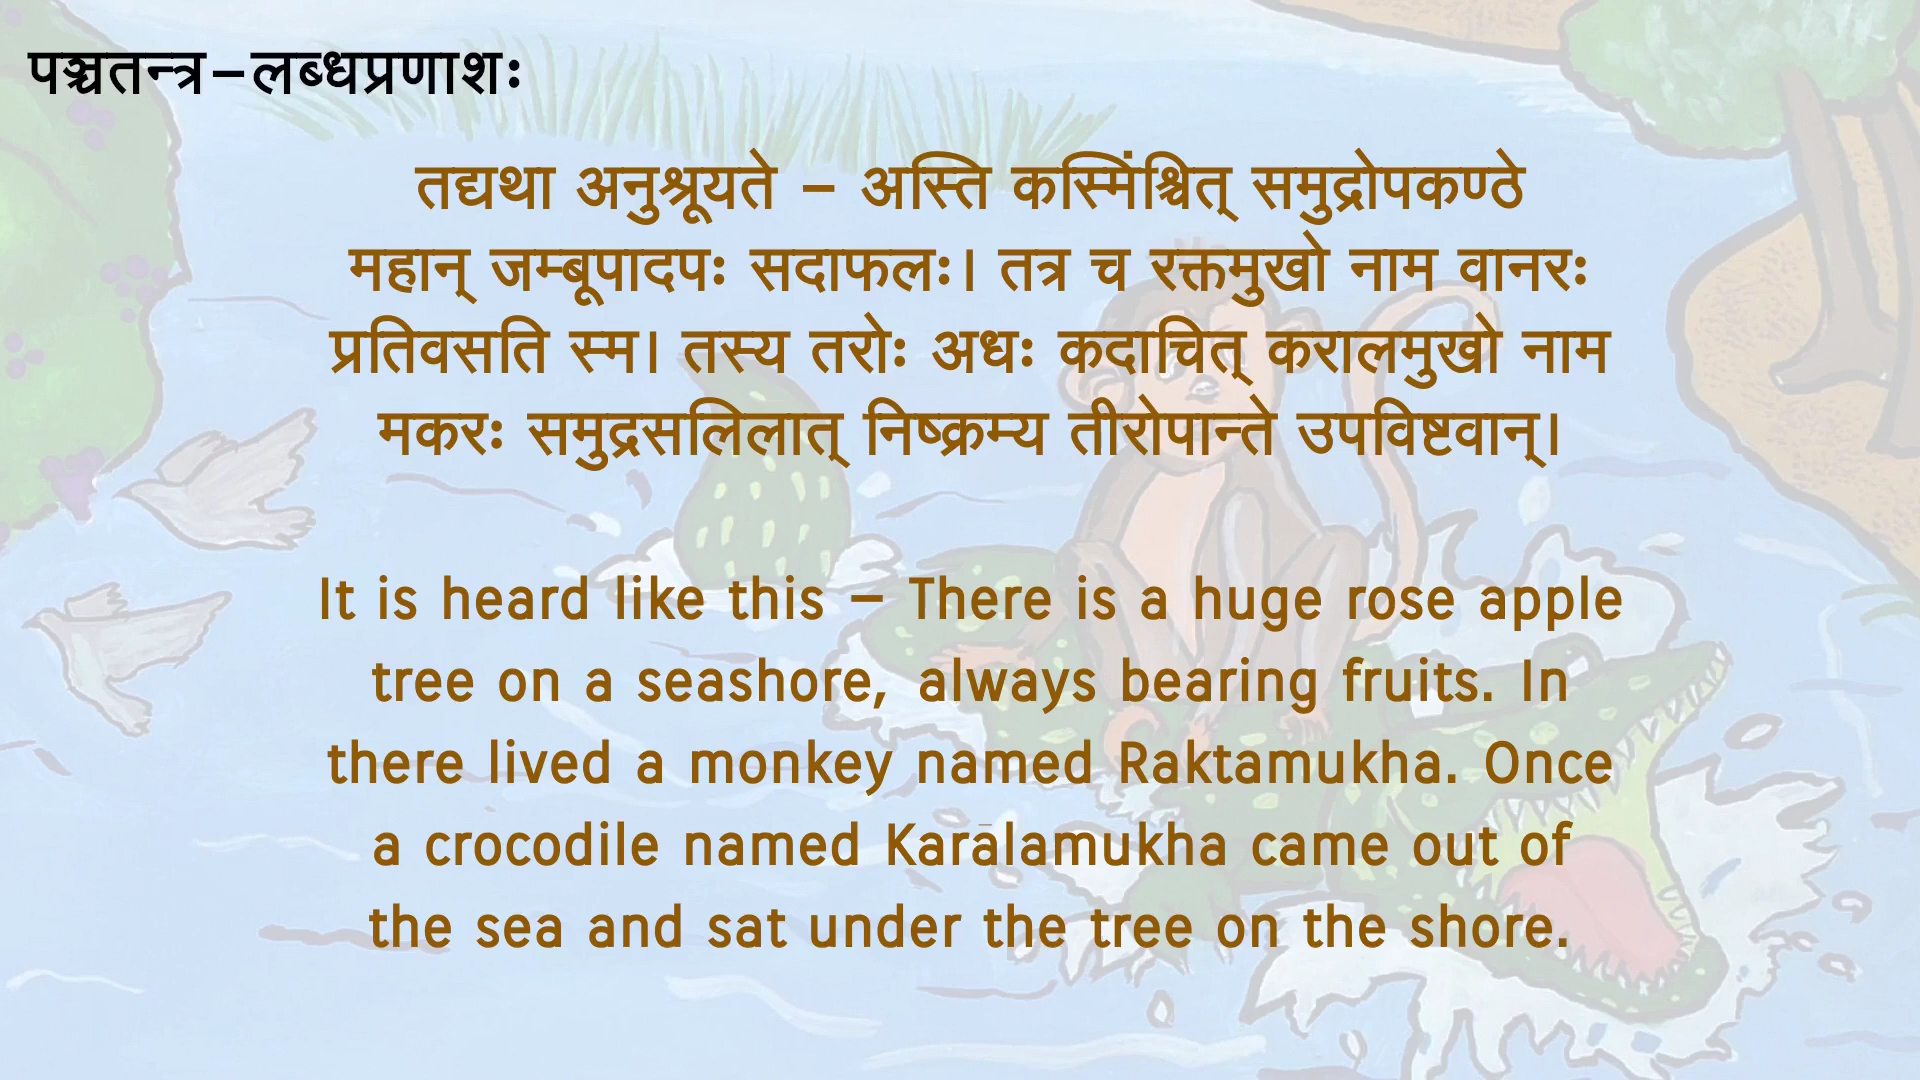 पञ्चतन्त्र-लब्धप्रणाशः
तद्यथा अनुश्रूयते – अस्ति कस्मिंश्चित् समुद्रोपकण्ठे
महान् जम्बूपादपः सदाफलः। तत्र च रक्तमुखो नाम वानरः
प्रतिवसति स्म। तस्य तरोः अधः कदाचित् करालमुखो नाम
मकरः समुद्रसलिलात् निष्क्रम्य तीरोपान्ते उपविष्टवान्।
It is heard like this – There is a huge rose apple
tree on a seashore, always bearing fruits. In
there lived a monkey named Raktamukha. Once
a crocodile named Karālamukha came out of
the sea and sat under the tree on the shore.